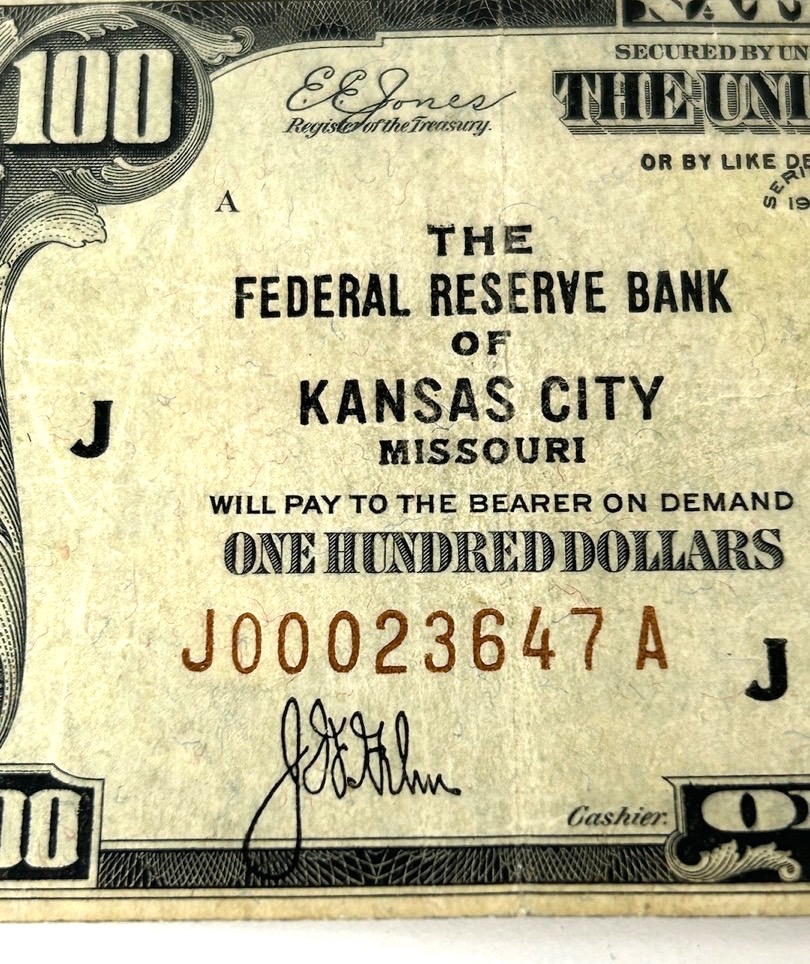 100
E.E.Jones
Register of the Treasury.
SECURED BY UN
THE UNI
OR BY LIKE DE
A
THE
FEDERAL RESERVE BANK
OF
KANSAS CITY
J
MISSOURI
WILL PAY TO THE BEARER ON DEMAND
ONE HUNDRED DOLLARS
J00023647A
J
Cashier.